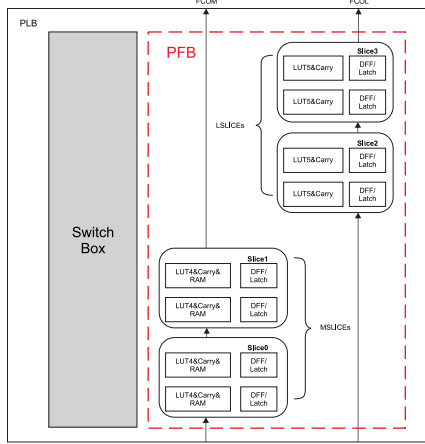 FCOM
FCOL
PLB
PFB
Slice3
LUT5&Carry
DFF/
Latch
LUT5&Carry
DFF/
Latch
LSLICEs
Slice2
LUT5&Carry
DFF/
Latch
LUT5&Carry
DFF/
Latch
Switch
Box
Slice1
LUT4&Carry&
RAM
DFF/
Latch
LUT4&Carry&
RAM
DFF/
Latch
MSLICEs
Slice0
LUT4&Carry&
RAM
DFF/
Latch
LUT4&Carry&
RAM
DFF/
Latch